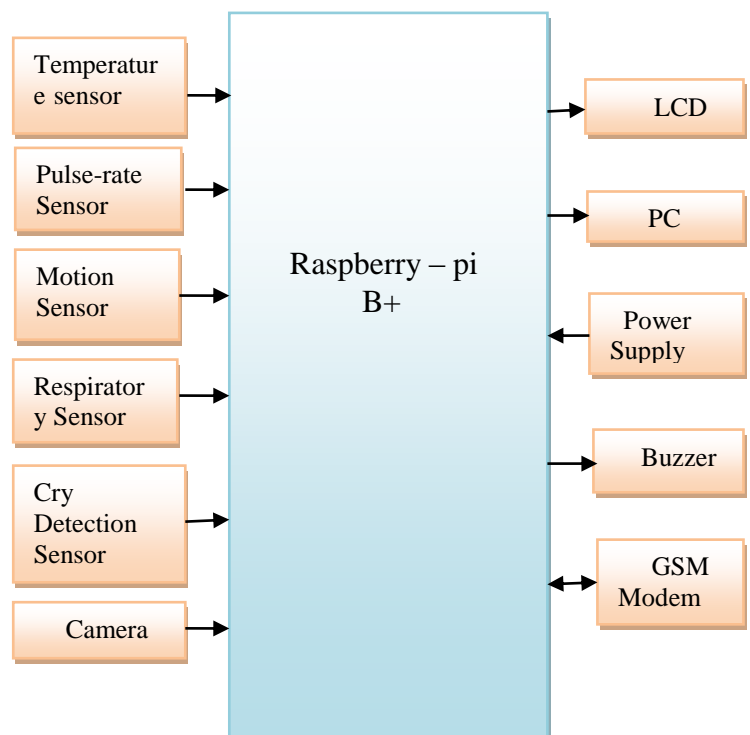 Temperatur
e sensor
Pulse-rate
Sensor
Motion
Sensor
Respirator
y Sensor
Cry
Detection
Sensor
Camera
Raspberry – pi
B+
LCD
PC
Power
Supply
Buzzer
GSM
Modem